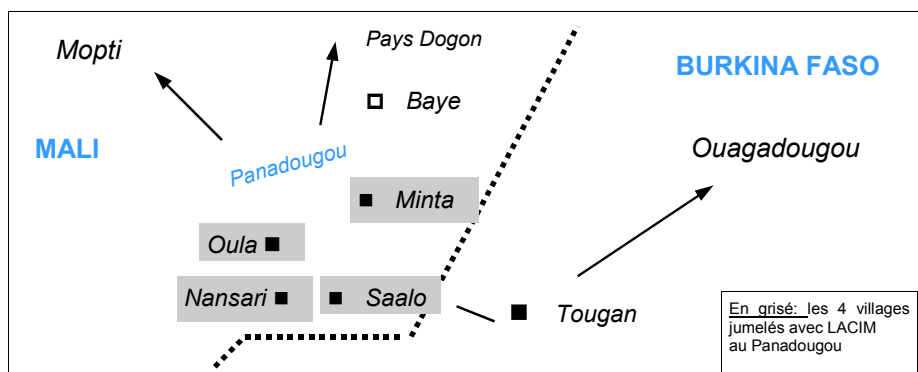 Mopti
Pays Dogon
BURKINA FASO
Baye
MALI
Ouagadougou
Panadougou
Minta
Oula
Nansari
Saalo
Tougan
En grisé: les 4 villages
jumelés avec LACIM
au Panadougou